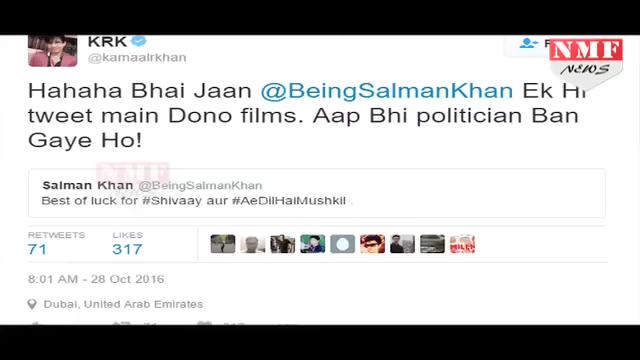 KRK
@kamaalrkhan
NMF
NEWS
Hahaha Bhai Jaan @BeingSalmanKhan Ek Hi
tweet main Dono films. Aap Bhi politician Ban
Gaye Ho!
NMF
Salman Khan @BeingSalmanKhan
Best of luck for #Shivaay aur #AeDilHaiMushkil .
RETWEETS LIKES
71 317
8:01 AM - 28 Oct 2016
Dubai, United Arab Emirates